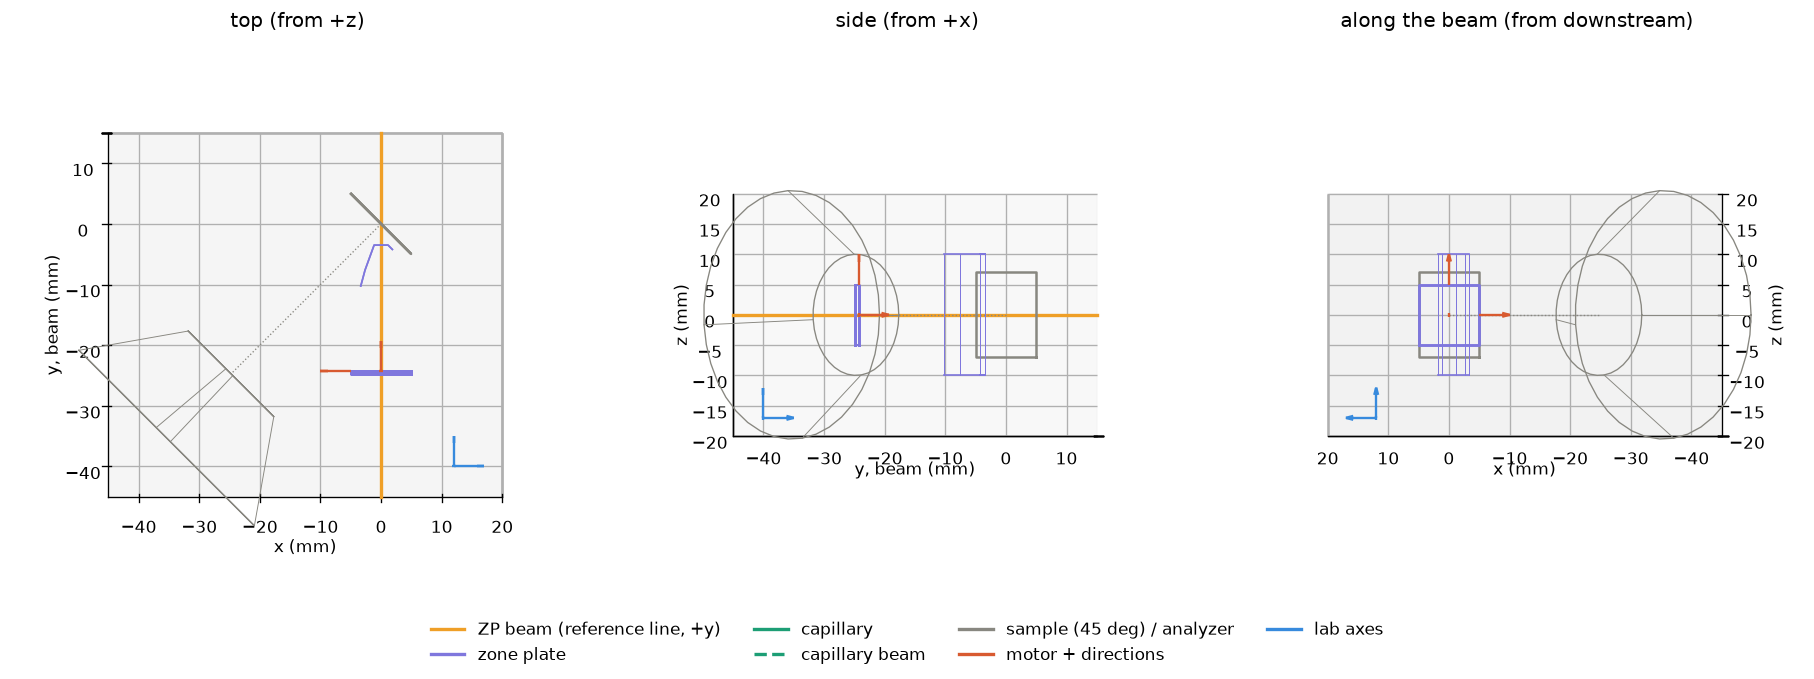 top (from +z)
side (from +x)
along the beam (from downstream)
10
0
−10
−20
−30
−40
y, beam (mm)
−40 −30 −20 −10 0 10 20
x (mm)
20
15
10
5
0
−5
−10
−15
−20
z (mm)
−40 −30 −20 −10 0 10
y, beam (mm)
20
15
10
5
0
−5
−10
−15
−20
z (mm)
20 10 0 −10 −20 −30 −40
x (mm)
ZP beam (reference line, +y)
zone plate
capillary
capillary beam
sample (45 deg) / analyzer
motor + directions
lab axes